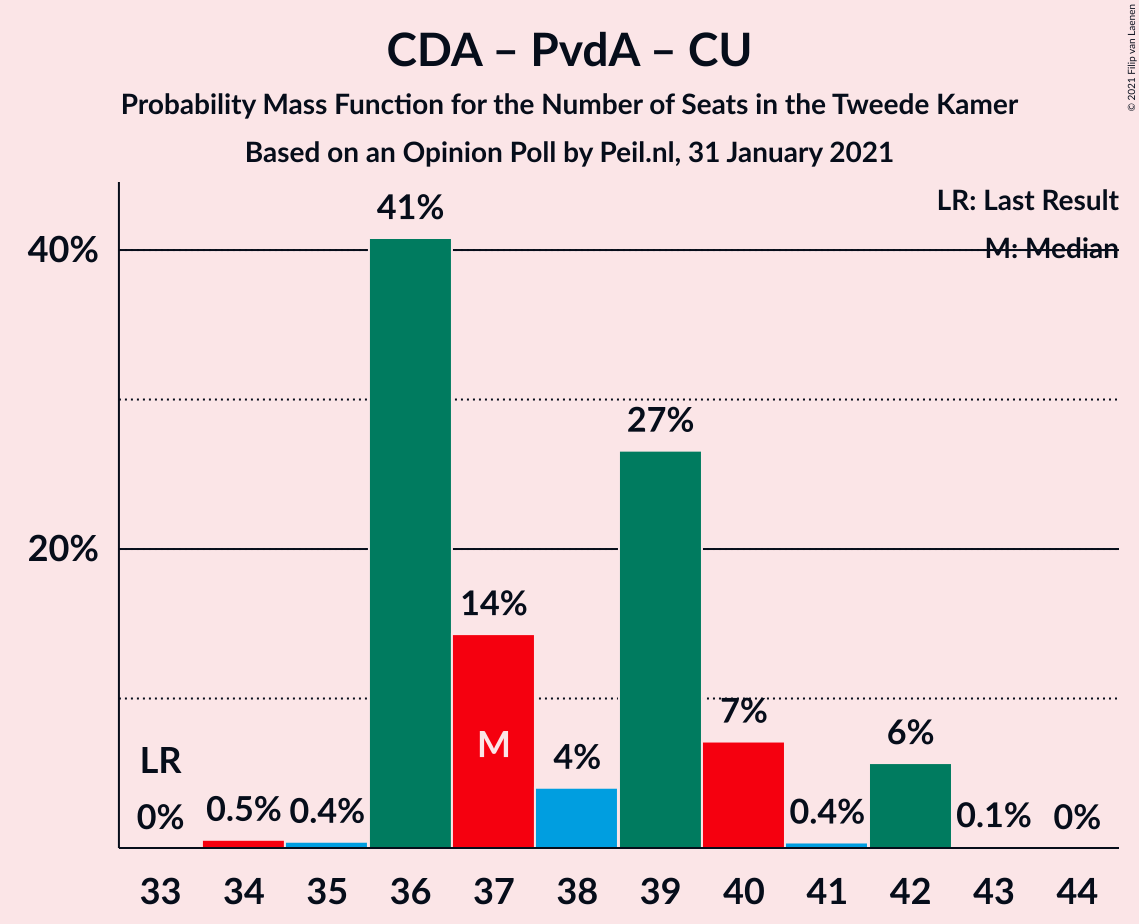 CDA – PvdA – CU
Probability Mass Function for the Number of Seats in the Tweede Kamer
Based on an Opinion Poll by Peil.nl, 31 January 2021
© 2021 Filip van Laenen
LR: Last Result
M: Median
40%
20%
LR
0%
0.5%
0.4%
41%
14%
M
4%
27%
7%
0.4%
6%
0.1%
0%
33 34 35 36 37 38 39 40 41 42 43 44